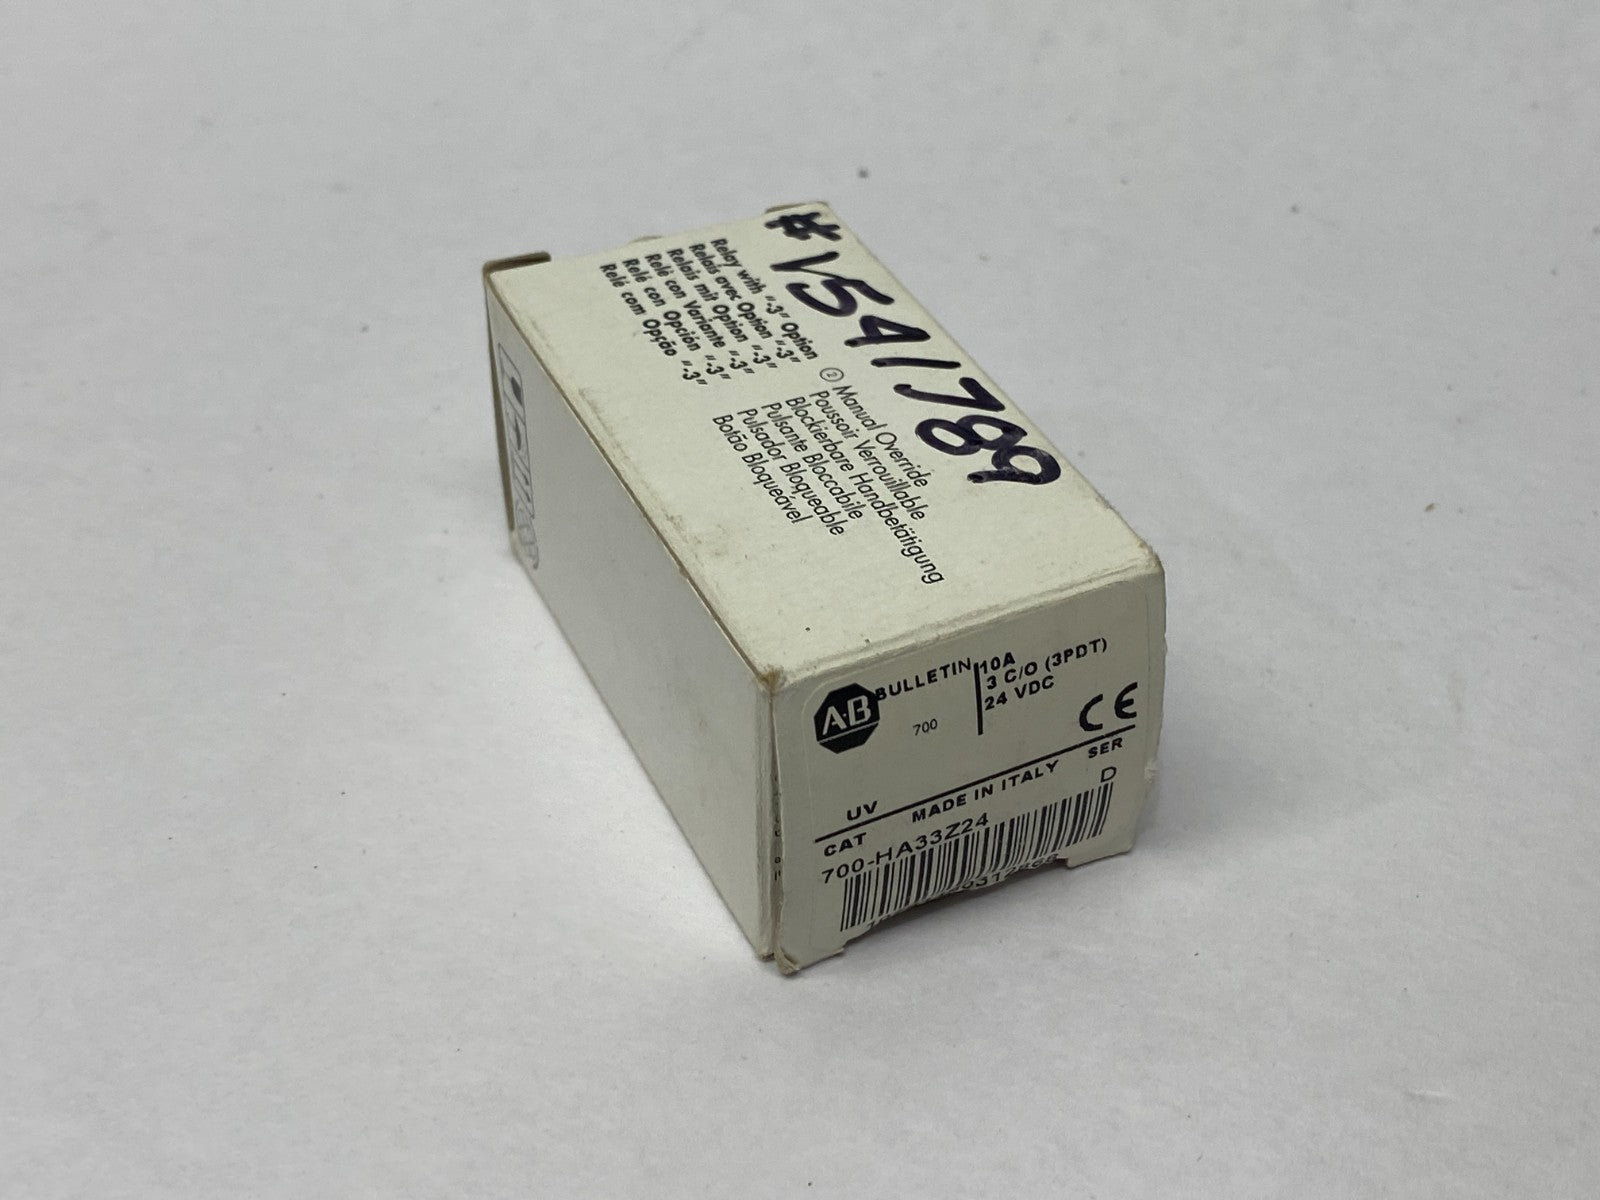 * V541789
Relay with "-3" Option
Relais avec Option "-3"
Relais mit Option "-3"
Relè con Variante "-3"
Relé con Opción "-3"
Relé com Opção "-3"
② Manual Override
Poussoir Verrouillable
Blockierbare Handbetätigung
Pulsante Bloccabile
Pulsador Bloqueable
Botão Bloqueável
A-B
BULLETIN
700
10A
3 C/O (3PDT)
24 VDC
CE
UV
MADE IN ITALY
SER
D
CAT
700-HA33Z24